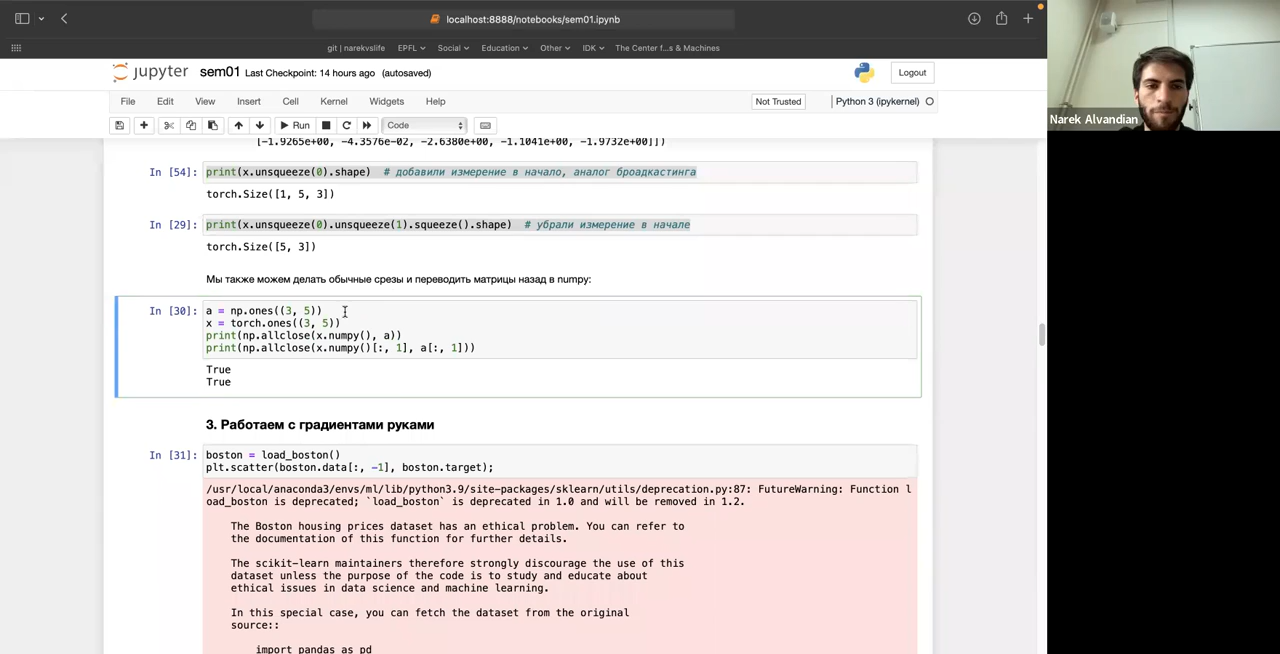 localhost:8888/notebooks/sem01.ipynb
git | narekvslife EPFL Social Education Other IDK The Center f...s & Machines
jupyter sem01 Last Checkpoint: 14 hours ago (autosaved)
Logout
File Edit View Insert Cell Kernel Widgets Help
Not Trusted
Python 3 (ipykernel)
Run
Code
[-1.9265e+00, -4.3576e-02, -2.6380e+00, -1.1041e+00, -1.9732e+00]])
In [54]: print(x.unsqueeze(0).shape) # добавили измерение в начало, аналог броадкастинга
torch.Size([1, 5, 3])
In [29]: print(x.unsqueeze(0).unsqueeze(1).squeeze().shape) # убрали измерение в начале
torch.Size([5, 3])
Мы также можем делать обычные срезы и переводить матрицы назад в numpy:
In [30]: a = np.ones((3, 5))
x = torch.ones((3, 5))
print(np.allclose(x.numpy(), a))
print(np.allclose(x.numpy()[:, 1], a[:, 1]))
True
True
3. Работаем с градиентами руками
In [31]: boston = load_boston()
plt.scatter(boston.data[:, -1], boston.target);
/usr/local/anaconda3/envs/ml/lib/python3.9/site-packages/sklearn/utils/deprecation.py:87: FutureWarning: Function l
oad_boston is deprecated; `load_boston` is deprecated in 1.0 and will be removed in 1.2.
The Boston housing prices dataset has an ethical problem. You can refer to
the documentation of this function for further details.
The scikit-learn maintainers therefore strongly discourage the use of this
dataset unless the purpose of the code is to study and educate about
ethical issues in data science and machine learning.
In this special case, you can fetch the dataset from the original
source::
import pandas as pd
Narek Alvandian